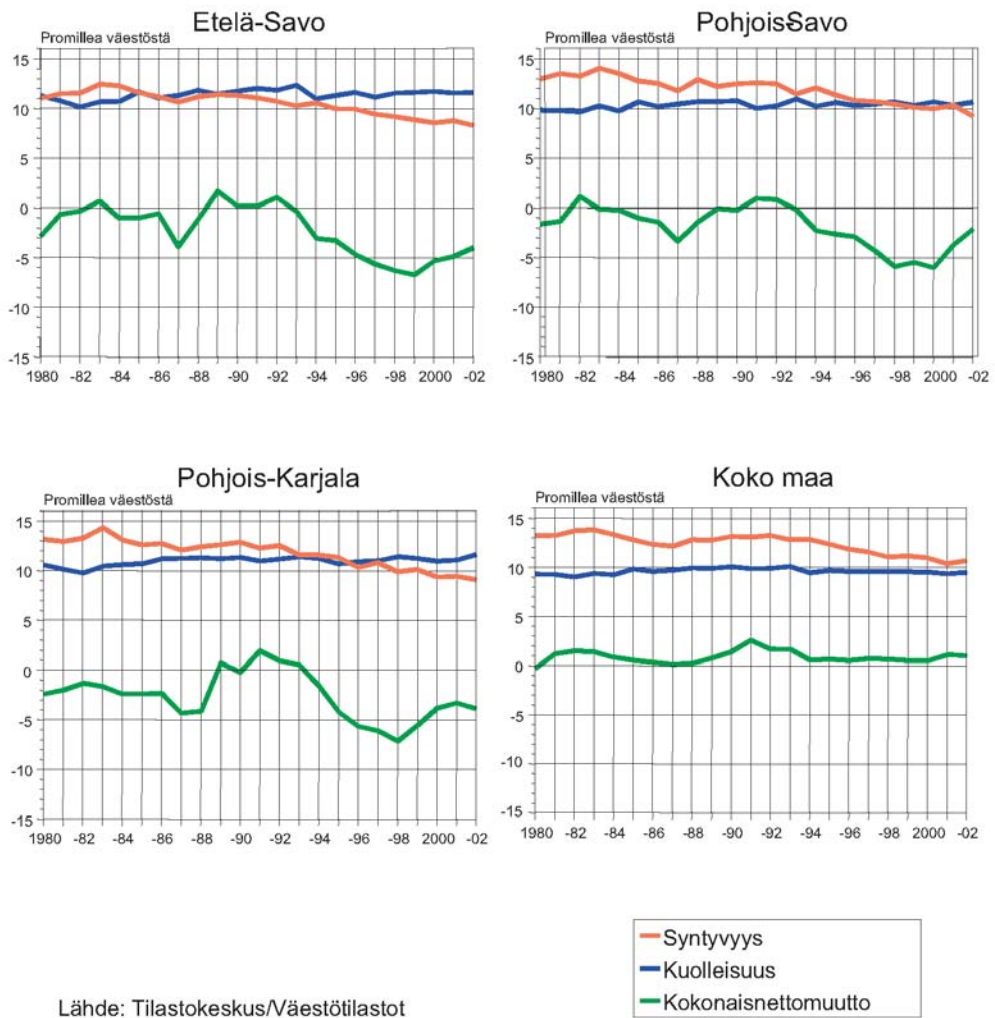 Etelä-Savo
Promillea väestöstä
15
10
5
0
-5
-10
-15
1980 -82 -84 -86 -88 -90 -92 -94 -96 -98 2000 -02
Pohjois-Savo
Promillea väestöstä
15
10
5
0
-5
-10
-15
1980 -82 -84 -86 -88 -90 -92 -94 -96 -98 2000 -02
Pohjois-Karjala
Promillea väestöstä
15
10
5
0
-5
-10
-15
1980 -82 -84 -86 -88 -90 -92 -94 -96 -98 2000 -02
Koko maa
Promillea väestöstä
15
10
5
0
-5
-10
-15
1980 -82 -84 -86 -88 -90 -92 -94 -96 -98 2000 -02
Syntyvyys
Kuolleisuus
Kokonaisnettomuutto
Lähde: Tilastokeskus/Väestötilastot